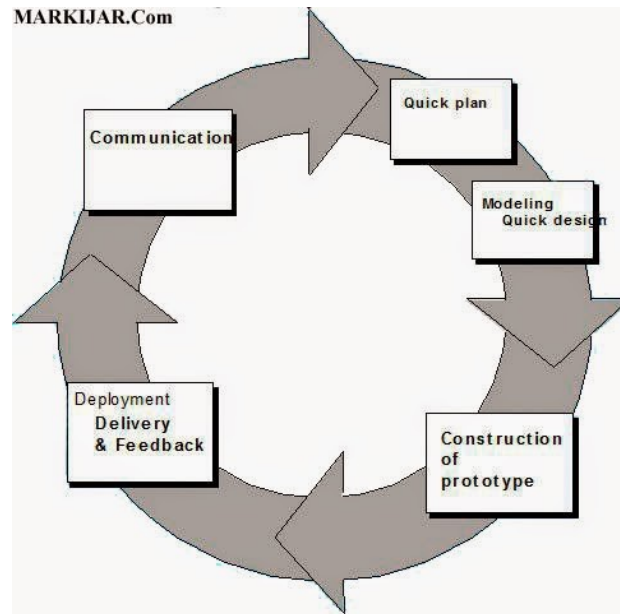 MARKIJAR.Com
Quick plan
Communication
Modeling
Quick design
Deployment
Delivery
& Feedback
Construction
of
prototype